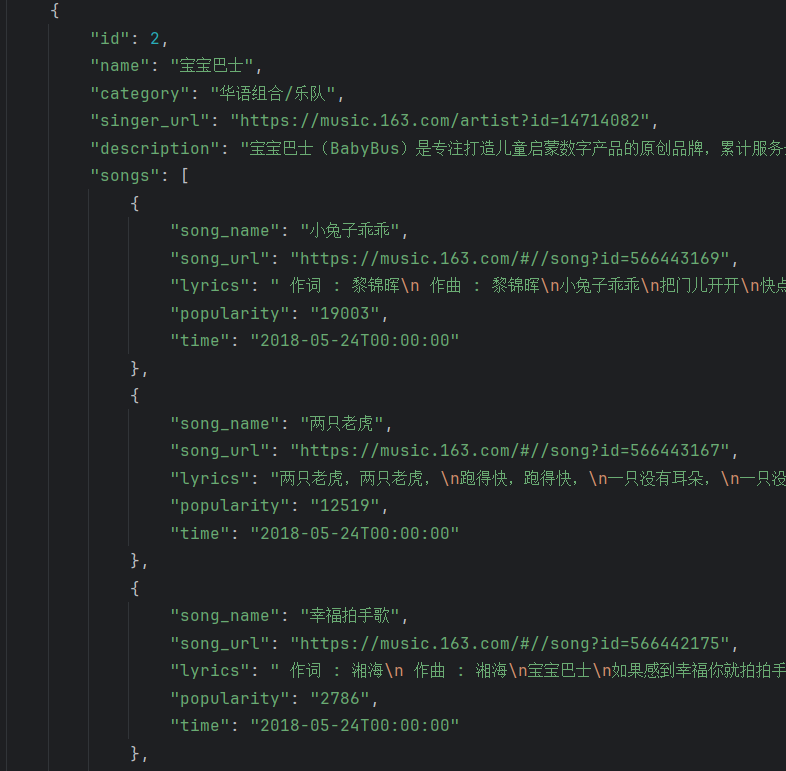 {
"id": 2,
"name": "宝宝巴士",
"category": "华语组合/乐队",
"singer_url": "https://music.163.com/artist?id=14714082",
"description": "宝宝巴士（BabyBus）是专注打造儿童启蒙数字产品的原创品牌，累计服务
"songs": [
{
"song_name": "小兔子乖乖",
"song_url": "https://music.163.com/#//song?id=566443169",
"lyrics": " 作词 : 黎锦晖\n 作曲 : 黎锦晖\n小兔子乖乖\n把门儿开开\n快点
"popularity": "19003",
"time": "2018-05-24T00:00:00"
},
{
"song_name": "两只老虎",
"song_url": "https://music.163.com/#//song?id=566443167",
"lyrics": "两只老虎，两只老虎，\n跑得快，跑得快，\n一只没有耳朵，\n一只没
"popularity": "12519",
"time": "2018-05-24T00:00:00"
},
{
"song_name": "幸福拍手歌",
"song_url": "https://music.163.com/#//song?id=566442175",
"lyrics": " 作词 : 湘海\n 作曲 : 湘海\n宝宝巴士\n如果感到幸福你就拍拍手
"popularity": "2786",
"time": "2018-05-24T00:00:00"
},